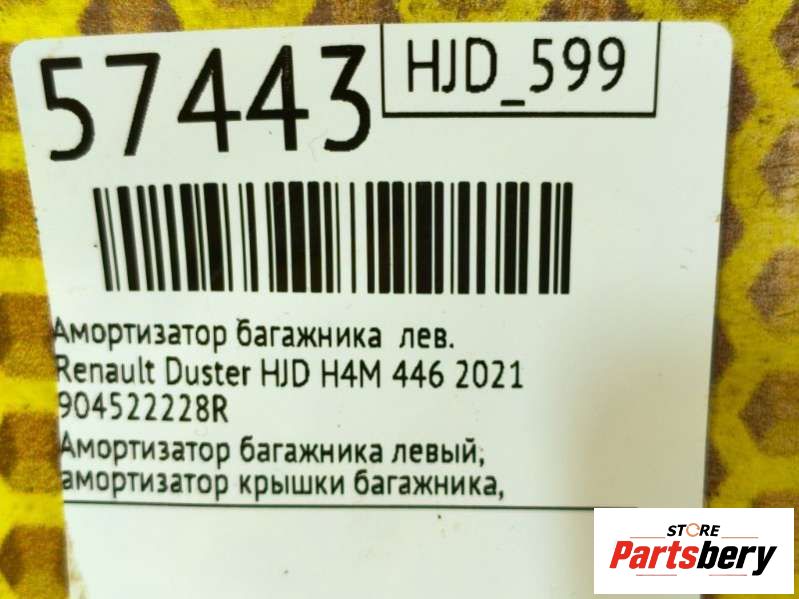 57443
HJD_599
Амортизатор багажника лев.
Renault Duster HJD H4M 446 2021
904522228R
Амортизатор багажника левый,
амортизатор крышки багажника,
STORE
Partsbery